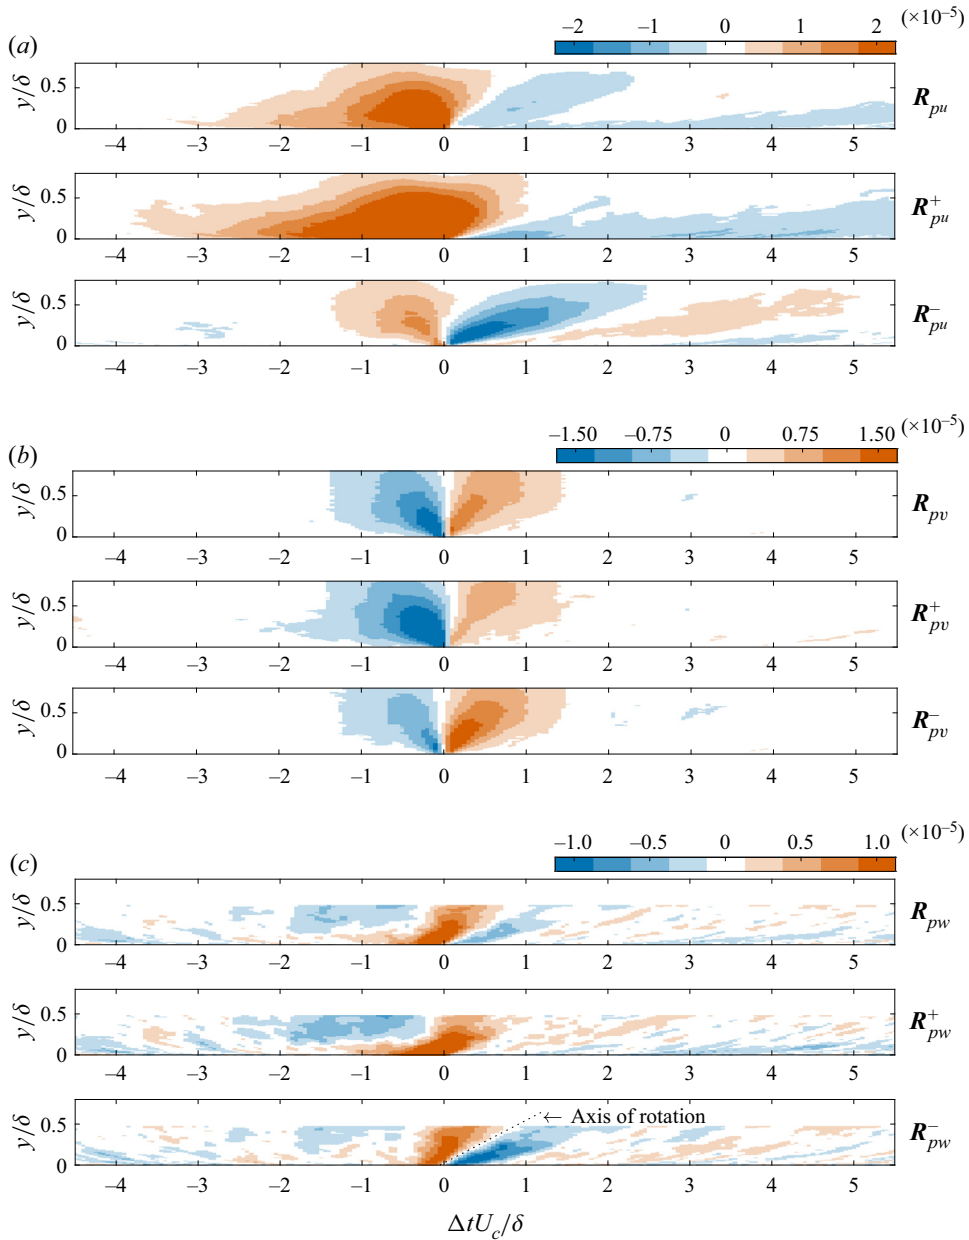 (×10⁻⁵)
−2 −1 0 1 2
(a)
y/δ 0.5 0 R_pu
−4 −3 −2 −1 0 1 2 3 4 5
y/δ 0.5 0 R⁺_pu
−4 −3 −2 −1 0 1 2 3 4 5
y/δ 0.5 0 R⁻_pu
−4 −3 −2 −1 0 1 2 3 4 5
(×10⁻⁵)
−1.50 −0.75 0 0.75 1.50
(b)
y/δ 0.5 0 R_pv
−4 −3 −2 −1 0 1 2 3 4 5
y/δ 0.5 0 R⁺_pv
−4 −3 −2 −1 0 1 2 3 4 5
y/δ 0.5 0 R⁻_pv
−4 −3 −2 −1 0 1 2 3 4 5
(×10⁻⁵)
−1.0 −0.5 0 0.5 1.0
(c)
y/δ 0.5 0 R_pw
−4 −3 −2 −1 0 1 2 3 4 5
y/δ 0.5 0 R⁺_pw
−4 −3 −2 −1 0 1 2 3 4 5
← Axis of rotation
y/δ 0.5 0 R⁻_pw
−4 −3 −2 −1 0 1 2 3 4 5
ΔtU_c/δ